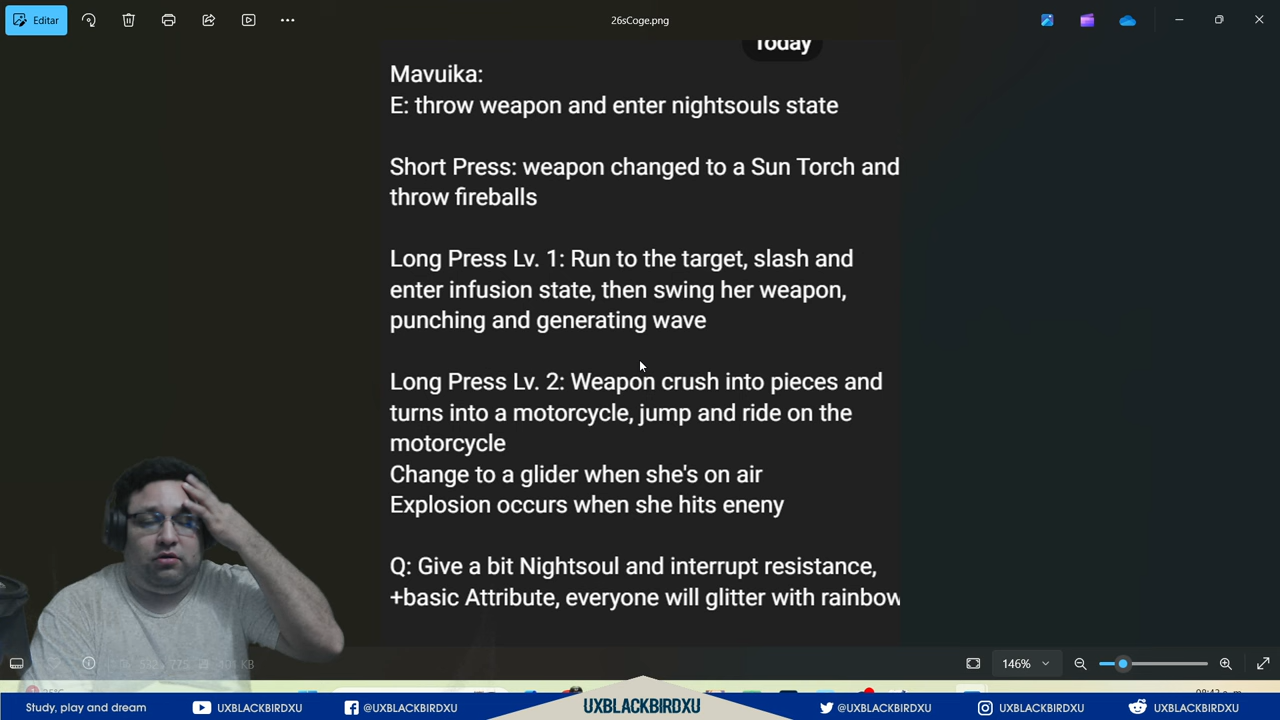 Editar
26sCoge.png
Today
Mavuika:
E: throw weapon and enter nightsouls state
Short Press: weapon changed to a Sun Torch and
throw fireballs
Long Press Lv. 1: Run to the target, slash and
enter infusion state, then swing her weapon,
punching and generating wave
Long Press Lv. 2: Weapon crush into pieces and
turns into a motorcycle, jump and ride on the
motorcycle
Change to a glider when she's on air
Explosion occurs when she hits eneny
Q: Give a bit Nightsoul and interrupt resistance,
+basic Attribute, everyone will glitter with rainbow
146%
Study, play and dream
UXBLACKBIRDXU
@UXBLACKBIRDXU
UXBLACKBIRDXU
@UXBLACKBIRDXU
UXBLACKBIRDXU
UXBLACKBIRDXU